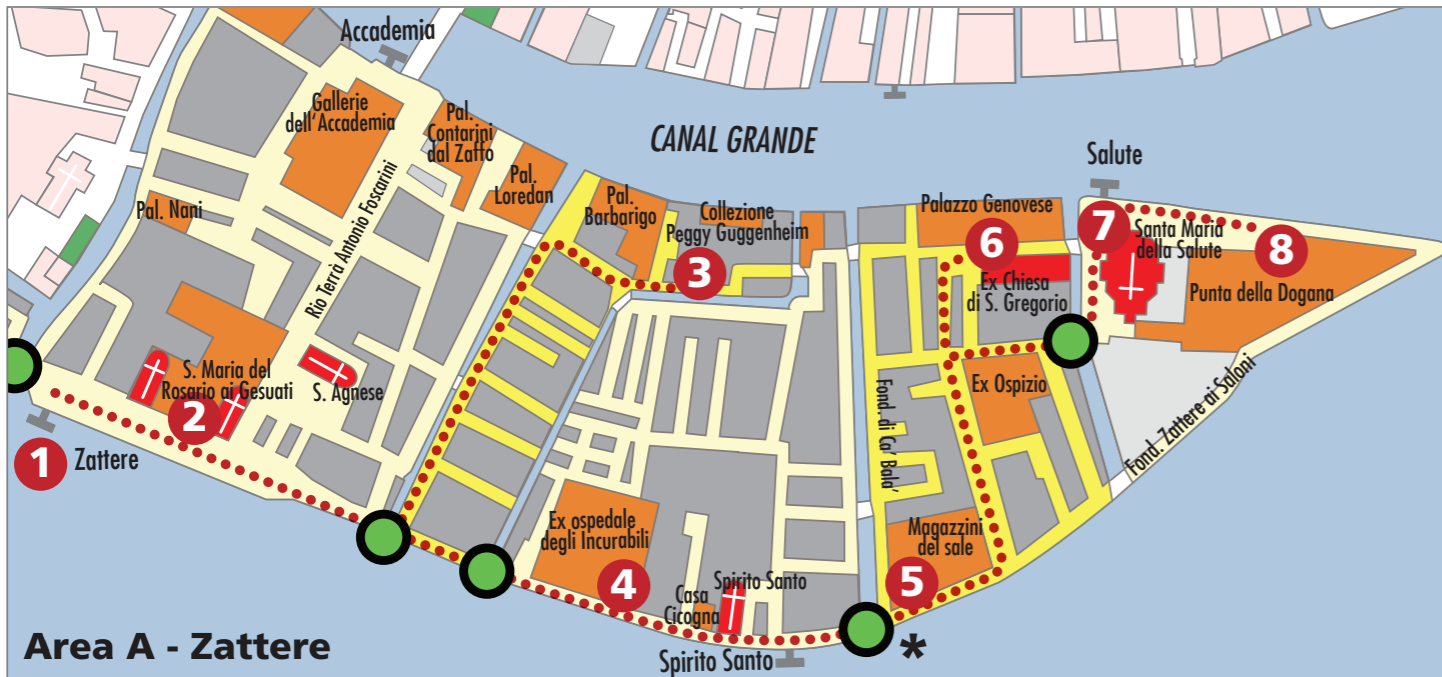 Accademia
Gallerie
dell'Accademia
Pal.
Contarini
dal Zaffo
Pal.
Loredan
CANAL GRANDE
Salute
Pal. Nani
Rio Terrà Antonio Foscarini
Pal.
Barbarigo
Collezione
Peggy Guggenheim
3
Palazzo Genovese
6
7
Santa Maria
della Salute
8
Punta della Dogana
Ex Chiesa
di S. Gregorio
S. Maria del
Rosario ai Gesuati
2
S. Agnese
Ex Ospizio
Fond. di Ca' Bala'
Fond. Zattere ai Saloni
1
Zattere
Ex ospedale
degli Incurabili
4
Casa
Cicogna
Spirito Santo
Magazzini
del sale
5
*
Spirito Santo
Area A - Zattere